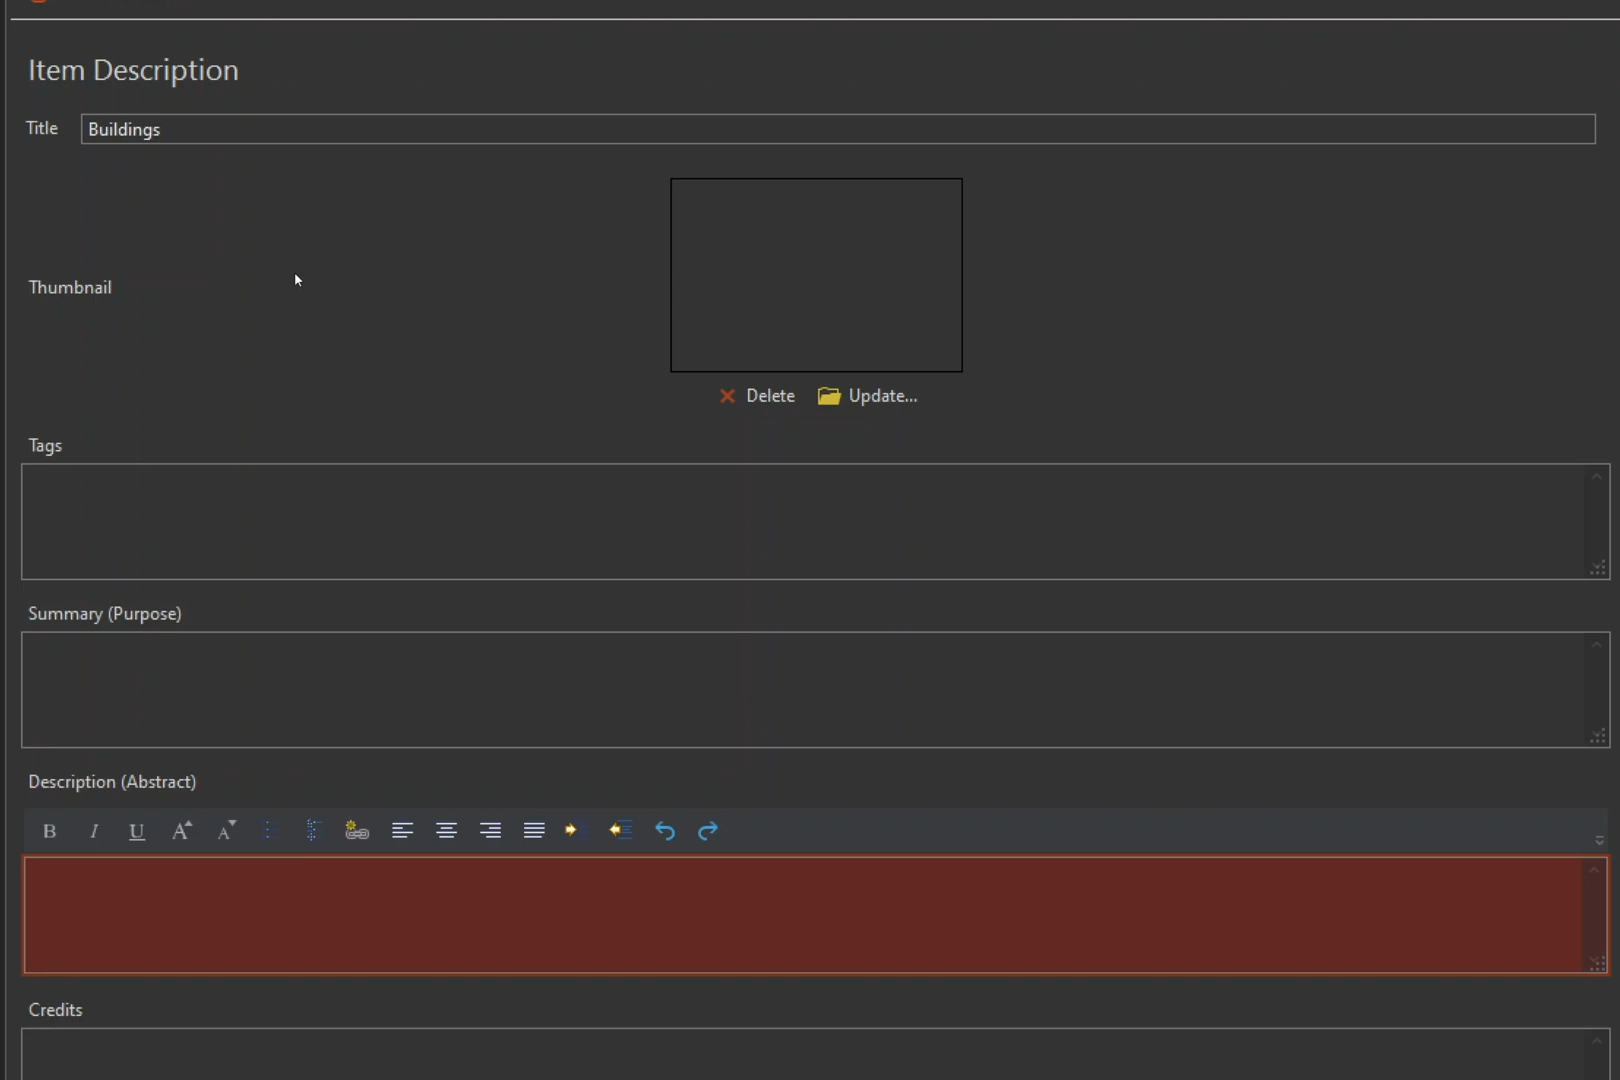 Item Description
Title Buildings
Thumbnail
Delete Update...
Tags
Summary (Purpose)
Description (Abstract)
B I U A A
Credits